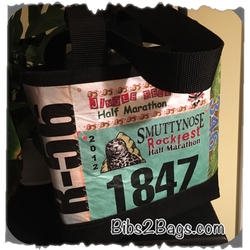 Half Marathon
2012
SMUTTYNOSE
Rockfest
Half Marathon
1847
Bibs2Bags.com